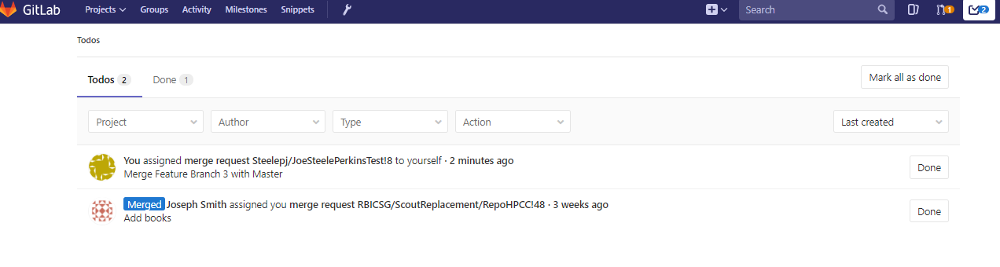 GitLab Projects Groups Activity Milestones Snippets Search 1 2
Todos
Todos 2 Done 1 Mark all as done
Project Author Type Action Last created
You assigned merge request Steelepj/JoeSteelePerkinsTest!8 to yourself · 2 minutes ago
Merge Feature Branch 3 with Master
Done
Merged Joseph Smith assigned you merge request RBICSG/ScoutReplacement/RepoHPCC!48 · 3 weeks ago
Add books
Done